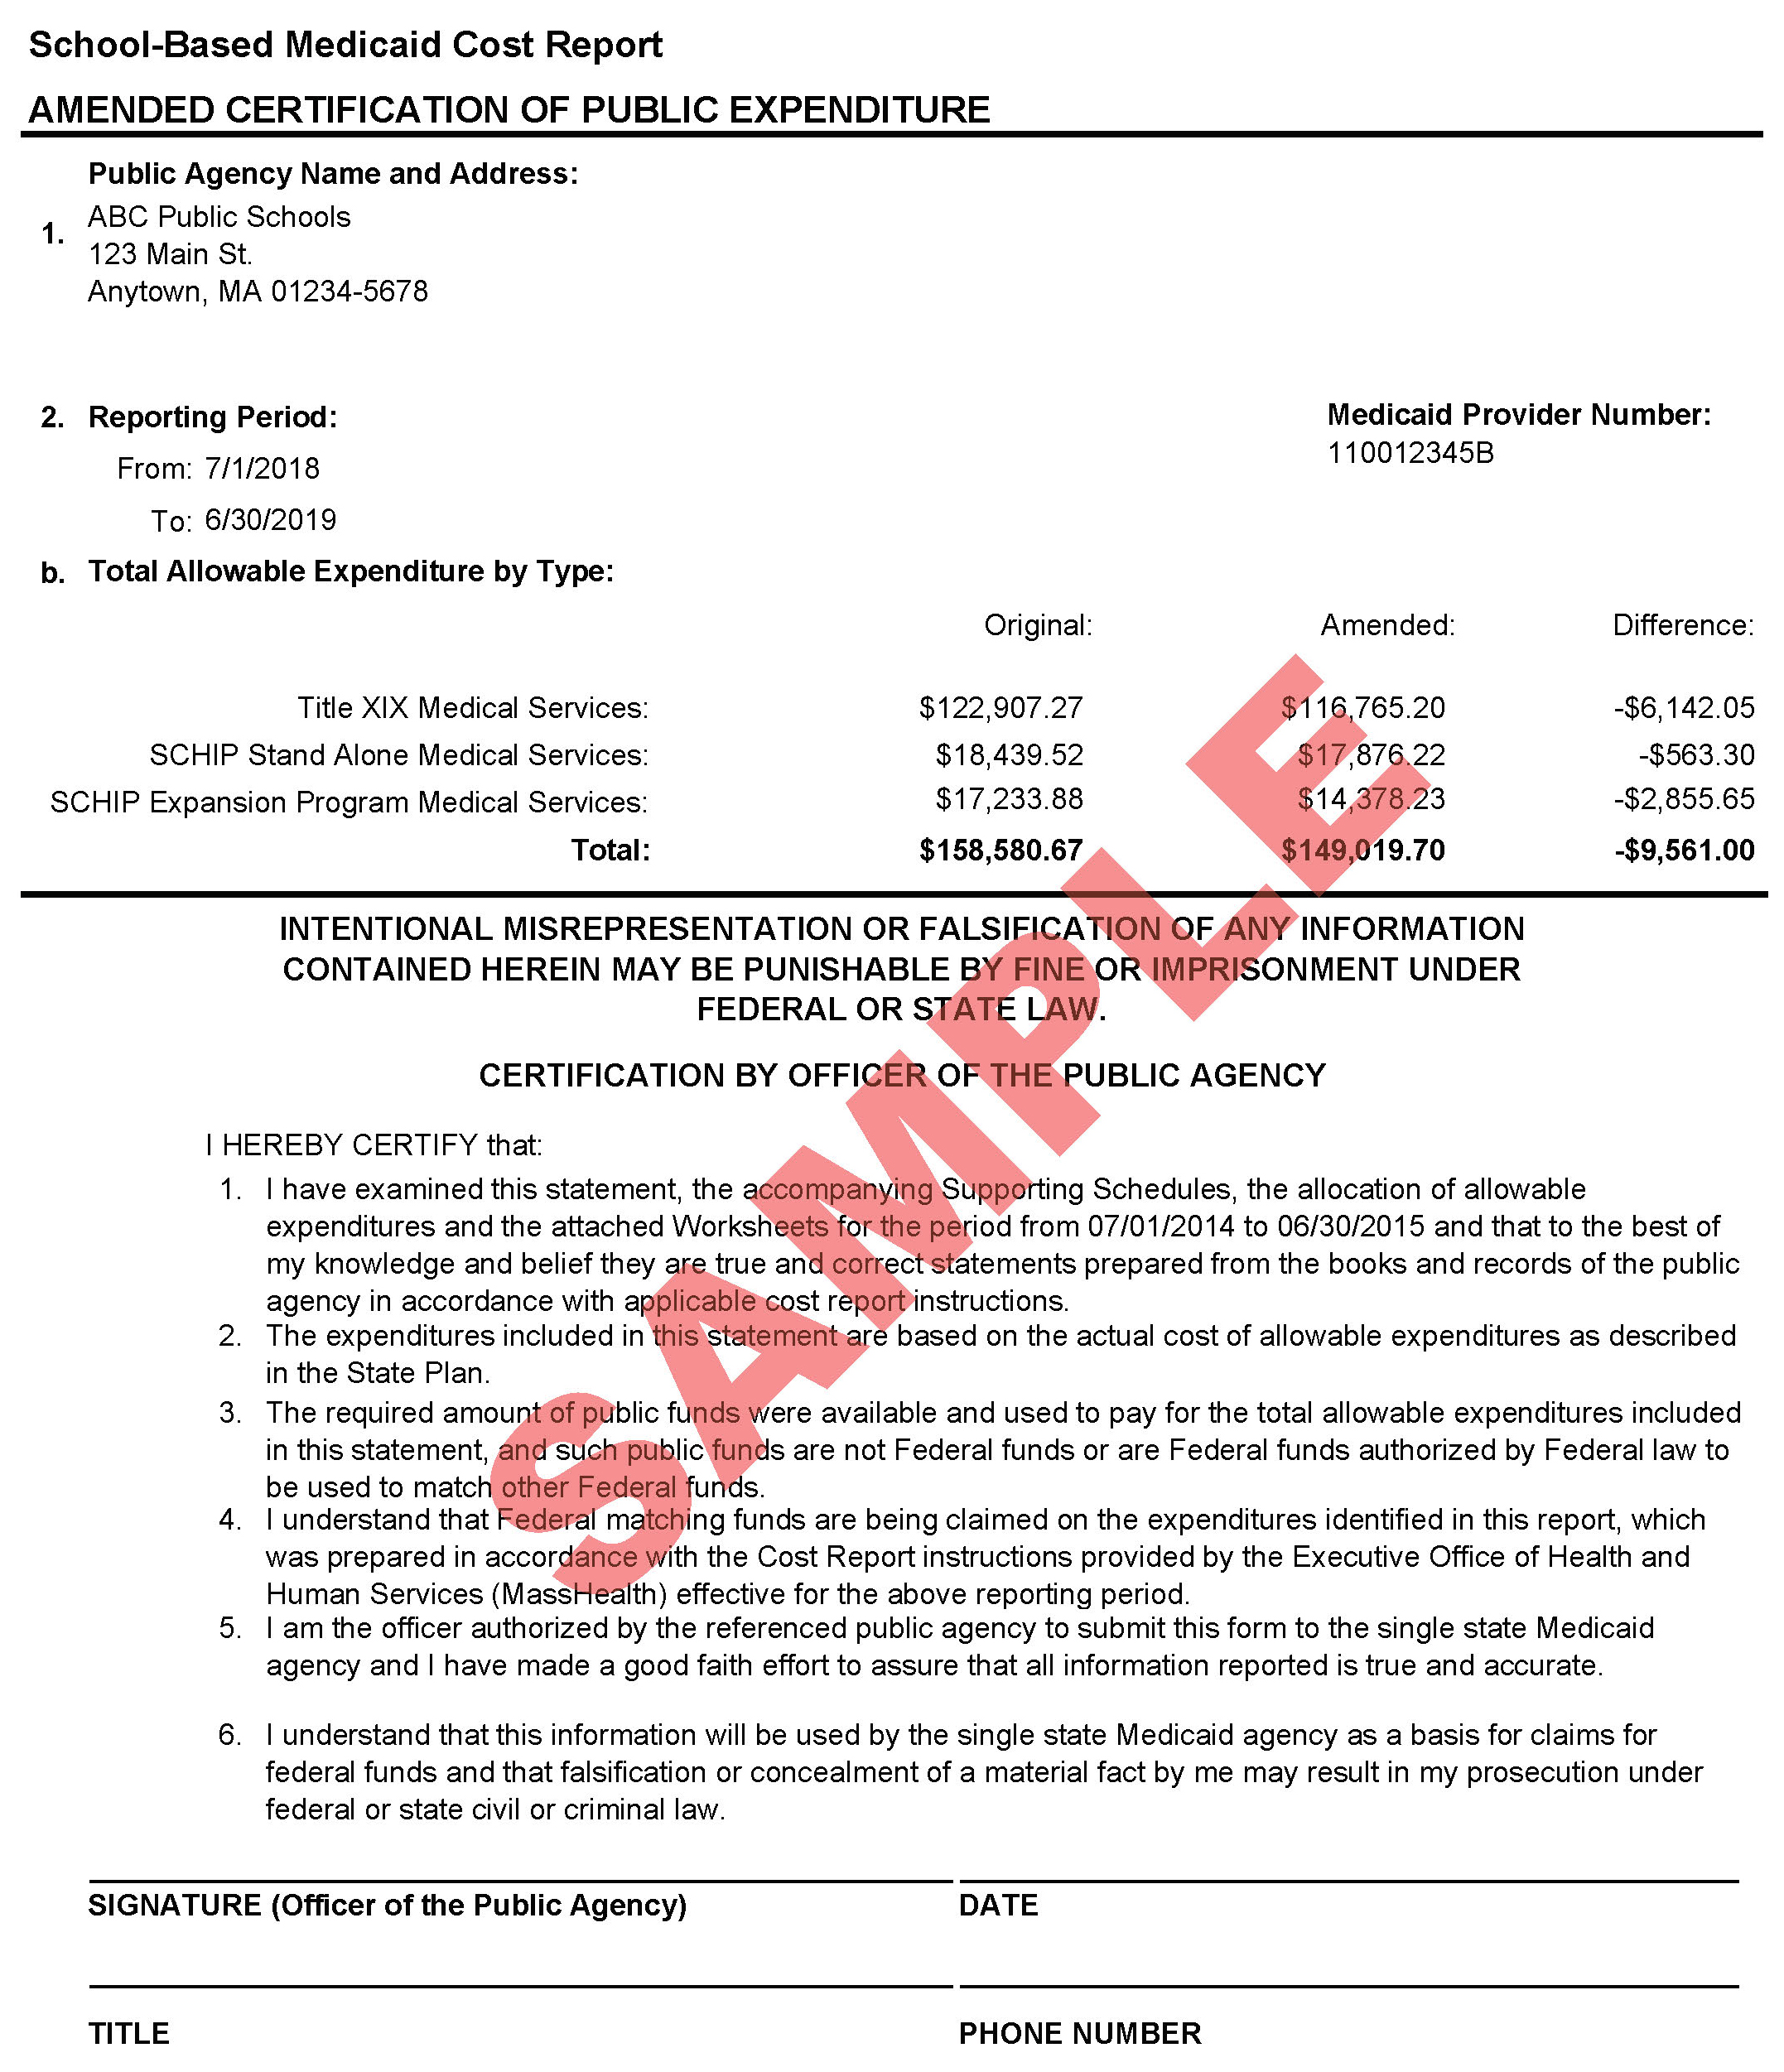 School-Based Medicaid Cost Report
AMENDED CERTIFICATION OF PUBLIC EXPENDITURE
Public Agency Name and Address:
1. ABC Public Schools
123 Main St.
Anytown, MA 01234-5678
2. Reporting Period:
Medicaid Provider Number:
110012345B
From: 7/1/2018
To: 6/30/2019
b. Total Allowable Expenditure by Type:
Original: Amended: Difference:
Title XIX Medical Services: $122,907.27 $116,765.20 -$6,142.05
SCHIP Stand Alone Medical Services: $18,439.52 $17,876.22 -$563.30
SCHIP Expansion Program Medical Services: $17,233.88 $14,378.23 -$2,855.65
Total: $158,580.67 $149,019.70 -$9,561.00
INTENTIONAL MISREPRESENTATION OR FALSIFICATION OF ANY INFORMATION
CONTAINED HEREIN MAY BE PUNISHABLE BY FINE OR IMPRISONMENT UNDER
FEDERAL OR STATE LAW.
CERTIFICATION BY OFFICER OF THE PUBLIC AGENCY
I HEREBY CERTIFY that:
1. I have examined this statement, the accompanying Supporting Schedules, the allocation of allowable
expenditures and the attached Worksheets for the period from 07/01/2014 to 06/30/2015 and that to the best of
my knowledge and belief they are true and correct statements prepared from the books and records of the public
agency in accordance with applicable cost report instructions.
2. The expenditures included in this statement are based on the actual cost of allowable expenditures as described
in the State Plan.
3. The required amount of public funds were available and used to pay for the total allowable expenditures included
in this statement, and such public funds are not Federal funds or are Federal funds authorized by Federal law to
be used to match other Federal funds.
4. I understand that Federal matching funds are being claimed on the expenditures identified in this report, which
was prepared in accordance with the Cost Report instructions provided by the Executive Office of Health and
Human Services (MassHealth) effective for the above reporting period.
5. I am the officer authorized by the referenced public agency to submit this form to the single state Medicaid
agency and I have made a good faith effort to assure that all information reported is true and accurate.
6. I understand that this information will be used by the single state Medicaid agency as a basis for claims for
federal funds and that falsification or concealment of a material fact by me may result in my prosecution under
federal or state civil or criminal law.
SIGNATURE (Officer of the Public Agency) DATE
TITLE PHONE NUMBER
SAMPLE